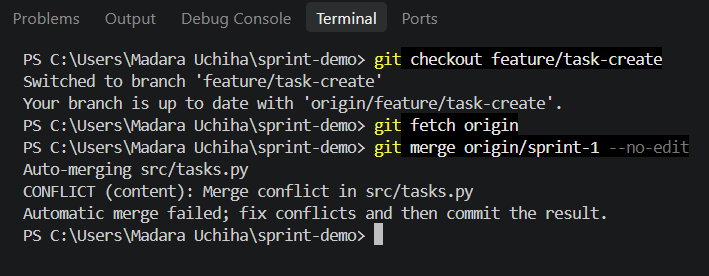 Problems Output Debug Console Terminal Ports
PS C:\Users\Madara Uchiha\sprint-demo> git checkout feature/task-create
Switched to branch 'feature/task-create'
Your branch is up to date with 'origin/feature/task-create'.
PS C:\Users\Madara Uchiha\sprint-demo> git fetch origin
PS C:\Users\Madara Uchiha\sprint-demo> git merge origin/sprint-1 --no-edit
Auto-merging src/tasks.py
CONFLICT (content): Merge conflict in src/tasks.py
Automatic merge failed; fix conflicts and then commit the result.
PS C:\Users\Madara Uchiha\sprint-demo>